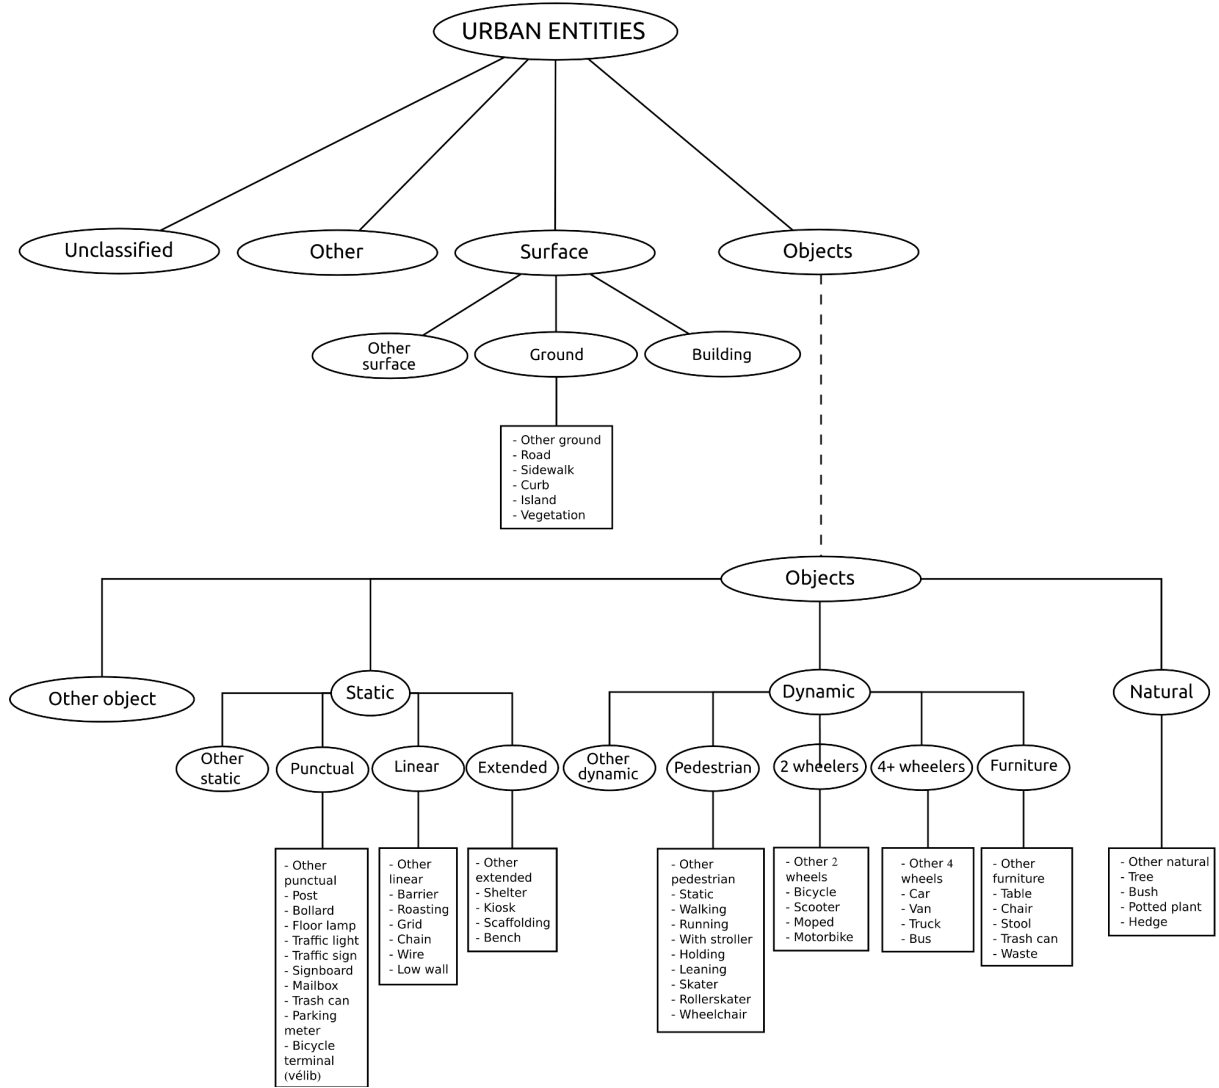 URBAN ENTITIES
Unclassified
Other
Surface
Objects
Other
surface
Ground
Building
- Other ground
- Road
- Sidewalk
- Curb
- Island
- Vegetation
Objects
Other object
Static
Dynamic
Natural
Other
static
Punctual
Linear
Extended
Other
dynamic
Pedestrian
2 wheelers
4+ wheelers
Furniture
- Other
punctual
- Post
- Bollard
- Floor lamp
- Traffic light
- Traffic sign
- Signboard
- Mailbox
- Trash can
- Parking
meter
- Bicycle
terminal
(vélib)
- Other
linear
- Barrier
- Roasting
- Grid
- Chain
- Wire
- Low wall
- Other
extended
- Shelter
- Kiosk
- Scaffolding
- Bench
- Other
pedestrian
- Static
- Walking
- Running
- With stroller
- Holding
- Leaning
- Skater
- Rollerskater
- Wheelchair
- Other 2
wheels
- Bicycle
- Scooter
- Moped
- Motorbike
- Other 4
wheels
- Car
- Van
- Truck
- Bus
- Other
furniture
- Table
- Chair
- Stool
- Trash can
- Waste
- Other natural
- Tree
- Bush
- Potted plant
- Hedge